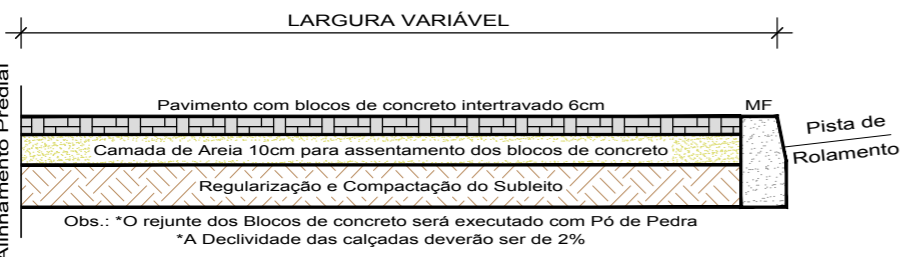 LARGURA VARIÁVEL
Alinhamento Predial
Pavimento com blocos de concreto intertravado 6cm
MF
Pista de
Rolamento
Camada de Areia 10cm para assentamento dos blocos de concreto
Regularização e Compactação do Subleito
Obs.: *O rejunte dos Blocos de concreto será executado com Pó de Pedra
*A Declividade das calçadas deverão ser de 2%